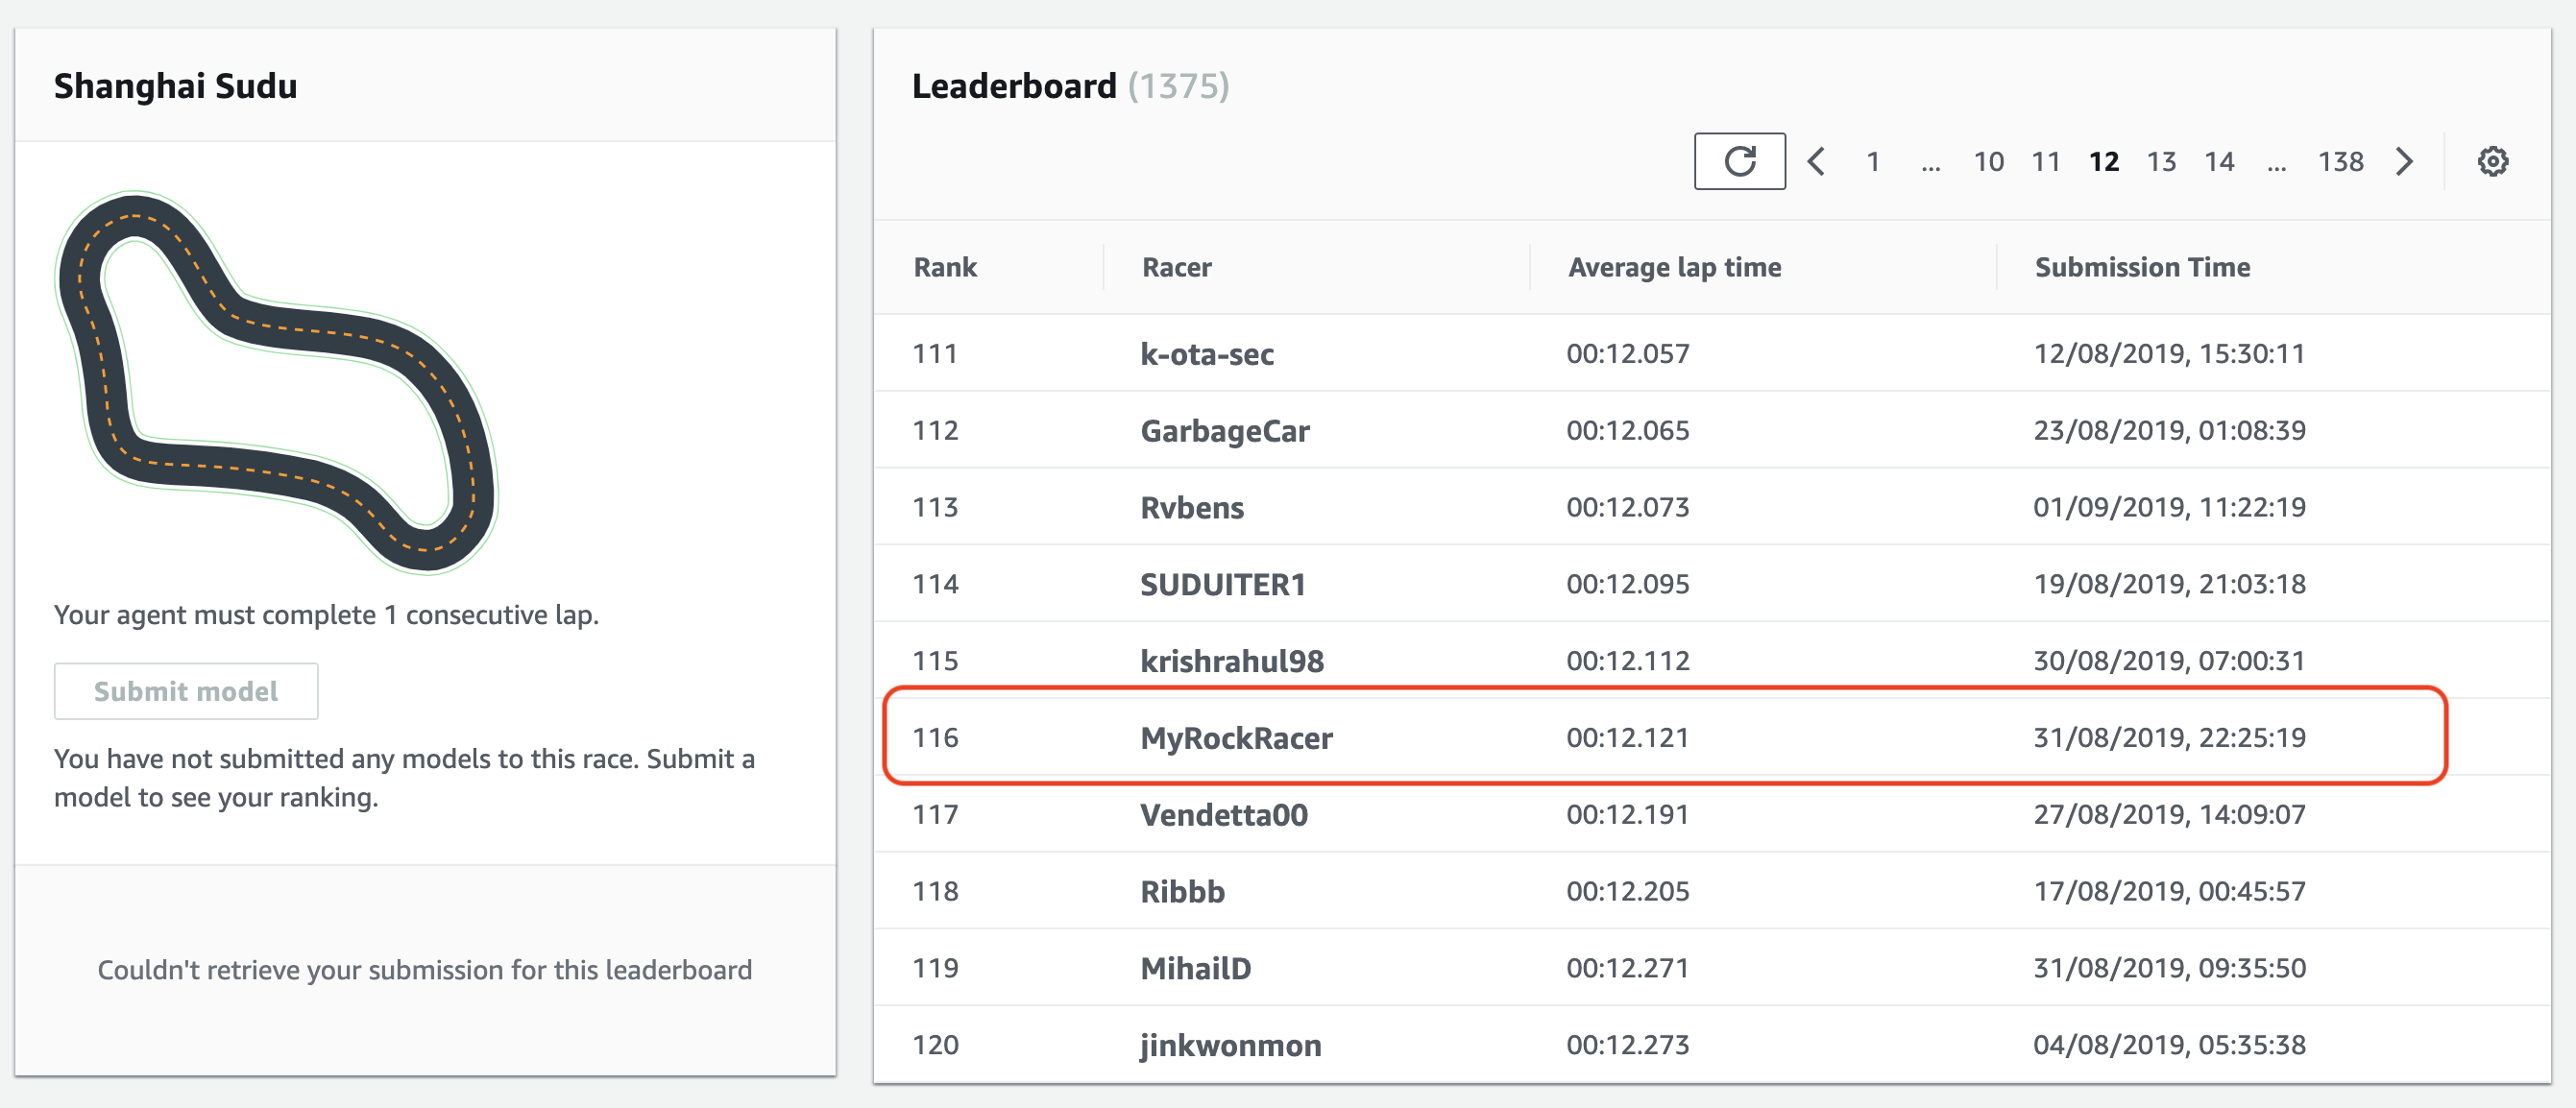 Shanghai Sudu
Your agent must complete 1 consecutive lap.
Submit model
You have not submitted any models to this race. Submit a
model to see your ranking.
Couldn't retrieve your submission for this leaderboard
Leaderboard (1375)
1 ... 10 11 12 13 14 ... 138
Rank Racer Average lap time Submission Time
111 k-ota-sec 00:12.057 12/08/2019, 15:30:11
112 GarbageCar 00:12.065 23/08/2019, 01:08:39
113 Rvbens 00:12.073 01/09/2019, 11:22:19
114 SUDUITER1 00:12.095 19/08/2019, 21:03:18
115 krishrahul98 00:12.112 30/08/2019, 07:00:31
116 MyRockRacer 00:12.121 31/08/2019, 22:25:19
117 Vendetta00 00:12.191 27/08/2019, 14:09:07
118 Ribbb 00:12.205 17/08/2019, 00:45:57
119 MihailD 00:12.271 31/08/2019, 09:35:50
120 jinkwonmon 00:12.273 04/08/2019, 05:35:38